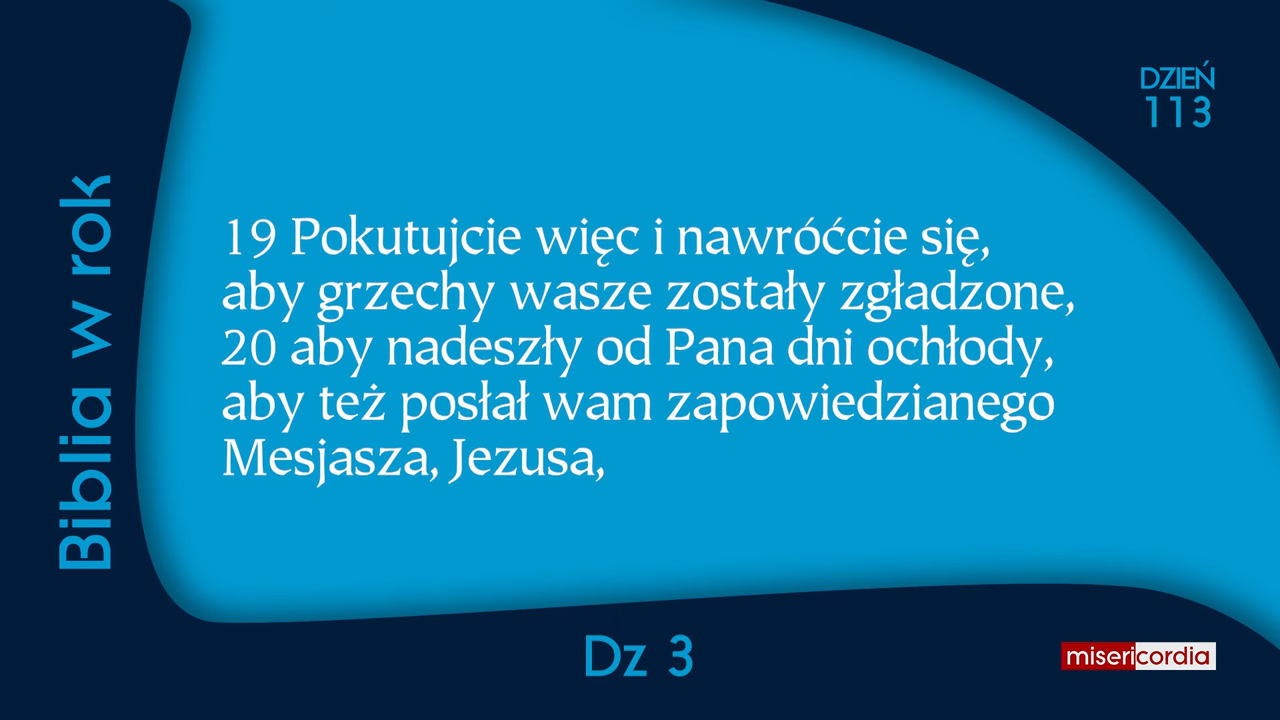 DZIEŃ
113
Biblia w rok
19 Pokutujcie więc i nawróćcie się,
aby grzechy wasze zostały zgładzone,
20 aby nadeszły od Pana dni ochłody,
aby też posłał wam zapowiedzianego
Mesjasza, Jezusa,
Dz 3
misericordia